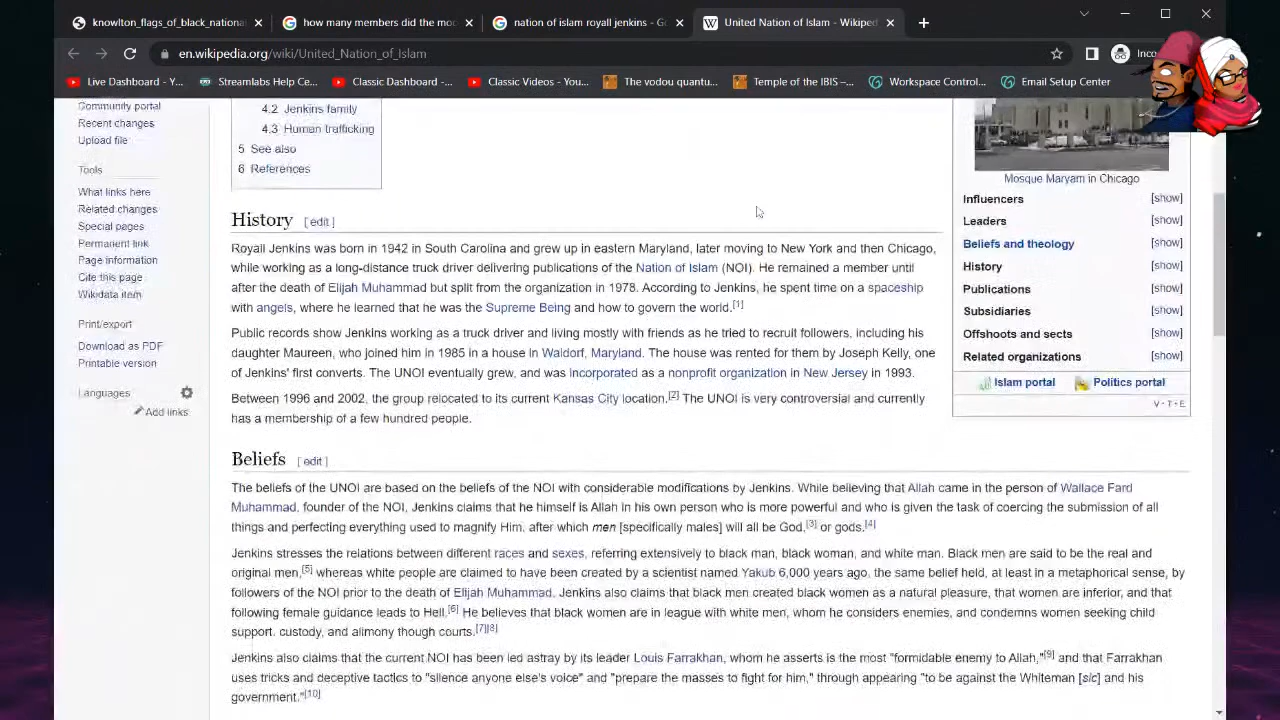 knowlton_flags_of_black_nationa
how many members did the moo
nation of islam royall jenkins - Go
United Nation of Islam - Wikiped
en.wikipedia.org/wiki/United_Nation_of_Islam
Live Dashboard - Y...
Streamlabs Help Ce...
Classic Dashboard -...
Classic Videos - You...
The vodou quantu...
Temple of the IBIS –...
Workspace Control...
Email Setup Center
Community portal
Recent changes
Upload file
Tools
What links here
Related changes
Special pages
Permanent link
Page information
Cite this page
Wikidata item
Print/export
Download as PDF
Printable version
Languages
Add links
4.2 Jenkins family
4.3 Human trafficking
5 See also
6 References
History [ edit ]
Royall Jenkins was born in 1942 in South Carolina and grew up in eastern Maryland, later moving to New York and then Chicago,
while working as a long-distance truck driver delivering publications of the Nation of Islam (NOI). He remained a member until
after the death of Elijah Muhammad but split from the organization in 1978. According to Jenkins, he spent time on a spaceship
with angels, where he learned that he was the Supreme Being and how to govern the world.[1]
Public records show Jenkins working as a truck driver and living mostly with friends as he tried to recruit followers, including his
daughter Maureen, who joined him in 1985 in a house in Waldorf, Maryland. The house was rented for them by Joseph Kelly, one
of Jenkins' first converts. The UNOI eventually grew, and was incorporated as a nonprofit organization in New Jersey in 1993.
Between 1996 and 2002, the group relocated to its current Kansas City location.[2] The UNOI is very controversial and currently
has a membership of a few hundred people.
Beliefs [ edit ]
The beliefs of the UNOI are based on the beliefs of the NOI with considerable modifications by Jenkins. While believing that Allah came in the person of Wallace Fard
Muhammad, founder of the NOI, Jenkins claims that he himself is Allah in his own person who is more powerful and who is given the task of coercing the submission of all
things and perfecting everything used to magnify Him, after which men [specifically males] will all be God,[3] or gods.[4]
Jenkins stresses the relations between different races and sexes, referring extensively to black man, black woman, and white man. Black men are said to be the real and
original men,[5] whereas white people are claimed to have been created by a scientist named Yakub 6,000 years ago, the same belief held, at least in a metaphorical sense, by
followers of the NOI prior to the death of Elijah Muhammad. Jenkins also claims that black men created black women as a natural pleasure, that women are inferior, and that
following female guidance leads to Hell.[6] He believes that black women are in league with white men, whom he considers enemies, and condemns women seeking child
support, custody, and alimony though courts.[7][8]
Jenkins also claims that the current NOI has been led astray by its leader Louis Farrakhan, whom he asserts is the most "formidable enemy to Allah,"[9] and that Farrakhan
uses tricks and deceptive tactics to "silence anyone else's voice" and "prepare the masses to fight for him," through appearing "to be against the Whiteman [sic] and his
government."[10]
Mosque Maryam in Chicago
Influencers [show]
Leaders [show]
Beliefs and theology [show]
History [show]
Publications [show]
Subsidiaries [show]
Offshoots and sects [show]
Related organizations [show]
Islam portal Politics portal
V·T·E